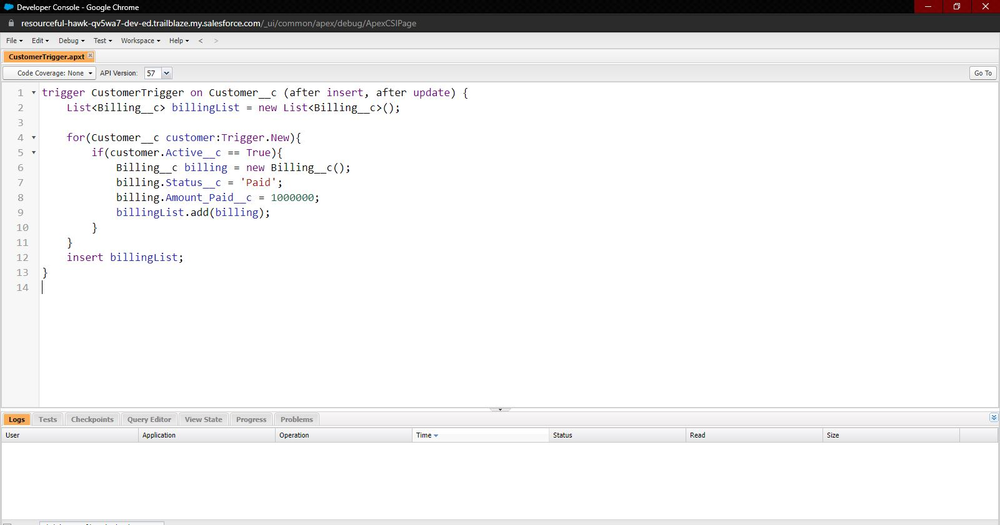 Developer Console - Google Chrome
resourceful-hawk-qv5wa7-dev-ed.trailblaze.my.salesforce.com/_ui/common/apex/debug/ApexCSIPage
File Edit Debug Test Workspace Help < >
CustomerTrigger.apxt
Code Coverage: None API Version: 57 Go To
1 trigger CustomerTrigger on Customer__c (after insert, after update) {
2     List<Billing__c> billingList = new List<Billing__c>();
3
4     for(Customer__c customer:Trigger.New){
5         if(customer.Active__c == True){
6             Billing__c billing = new Billing__c();
7             billing.Status__c = 'Paid';
8             billing.Amount_Paid__c = 1000000;
9             billingList.add(billing);
10         }
11     }
12     insert billingList;
13 }
14
Logs Tests Checkpoints Query Editor View State Progress Problems
User Application Operation Time Status Read Size